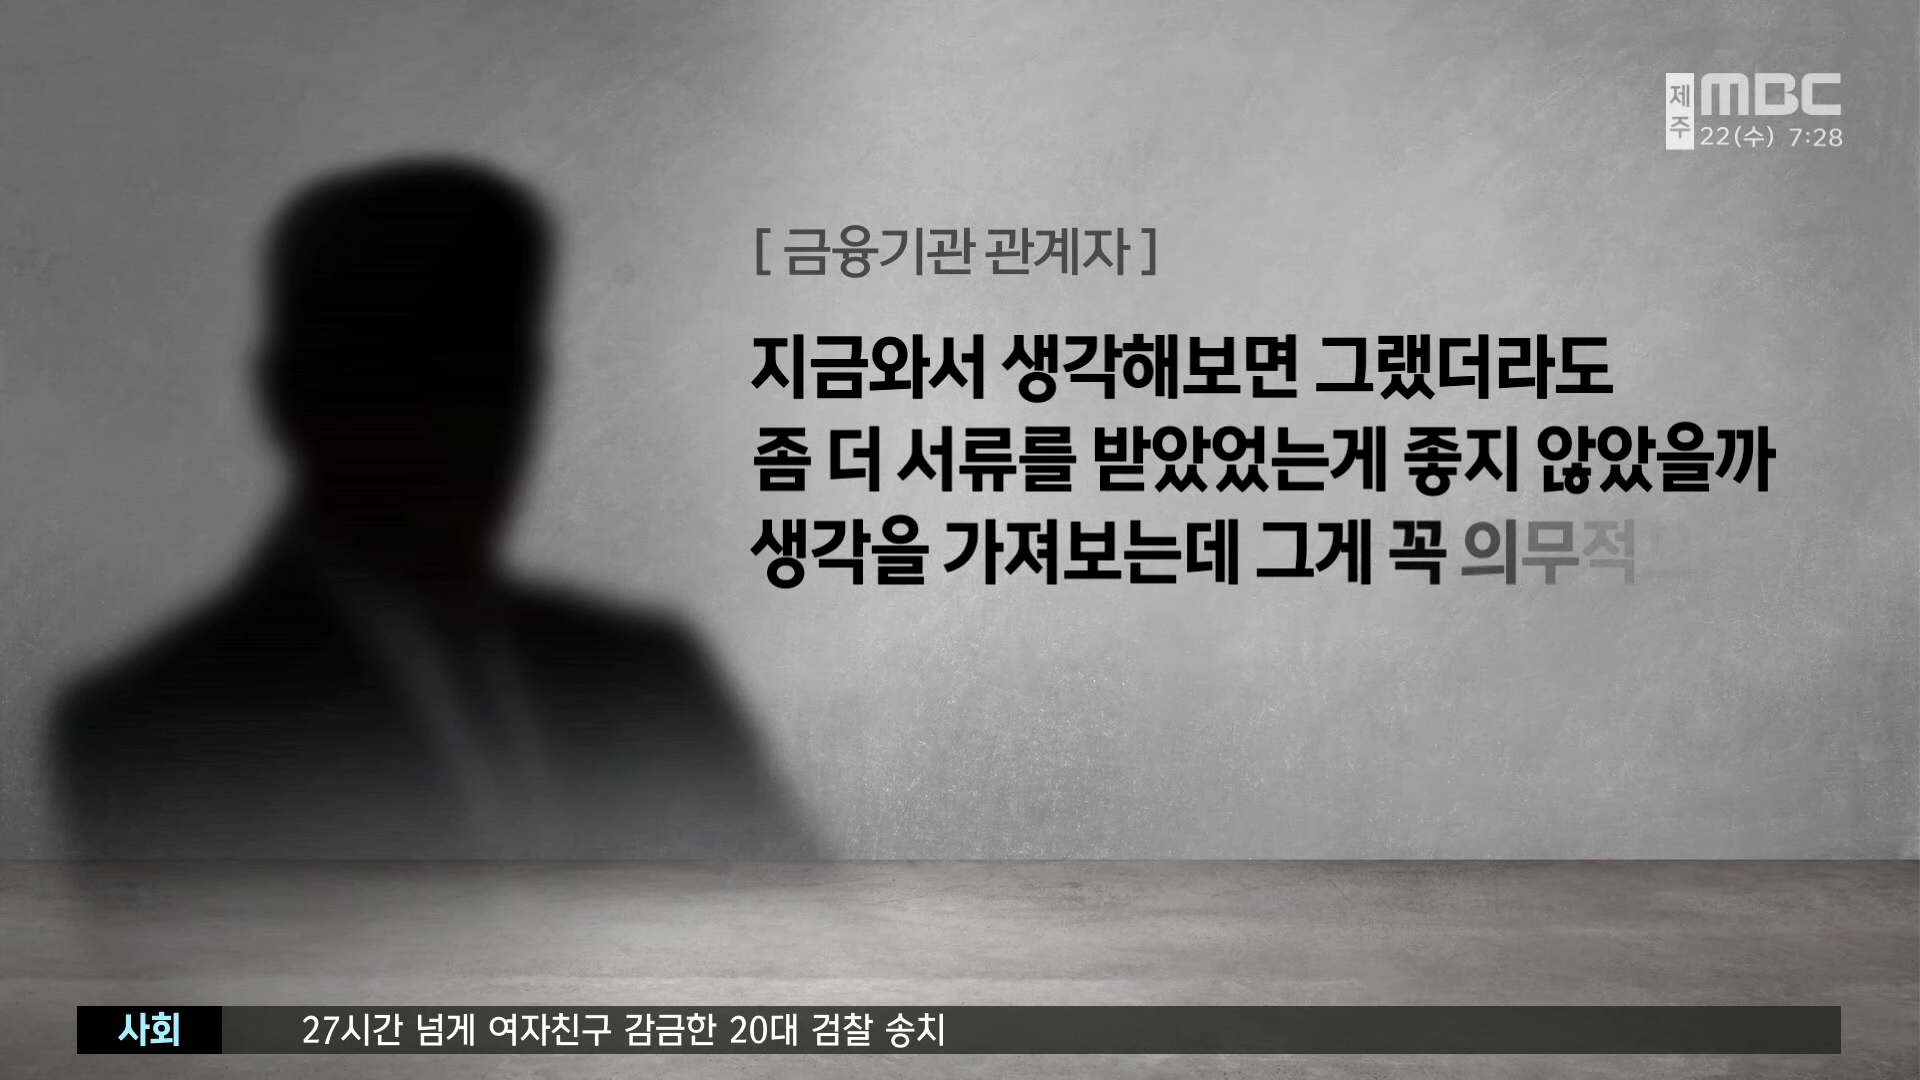 제주 MBC
22(수) 7:28
[ 금융기관 관계자 ]
지금와서 생각해보면 그랬더라도
좀 더 서류를 받았었는게 좋지 않았을까
생각을 가져보는데 그게 꼭 의무적
사회 27시간 넘게 여자친구 감금한 20대 검찰 송치